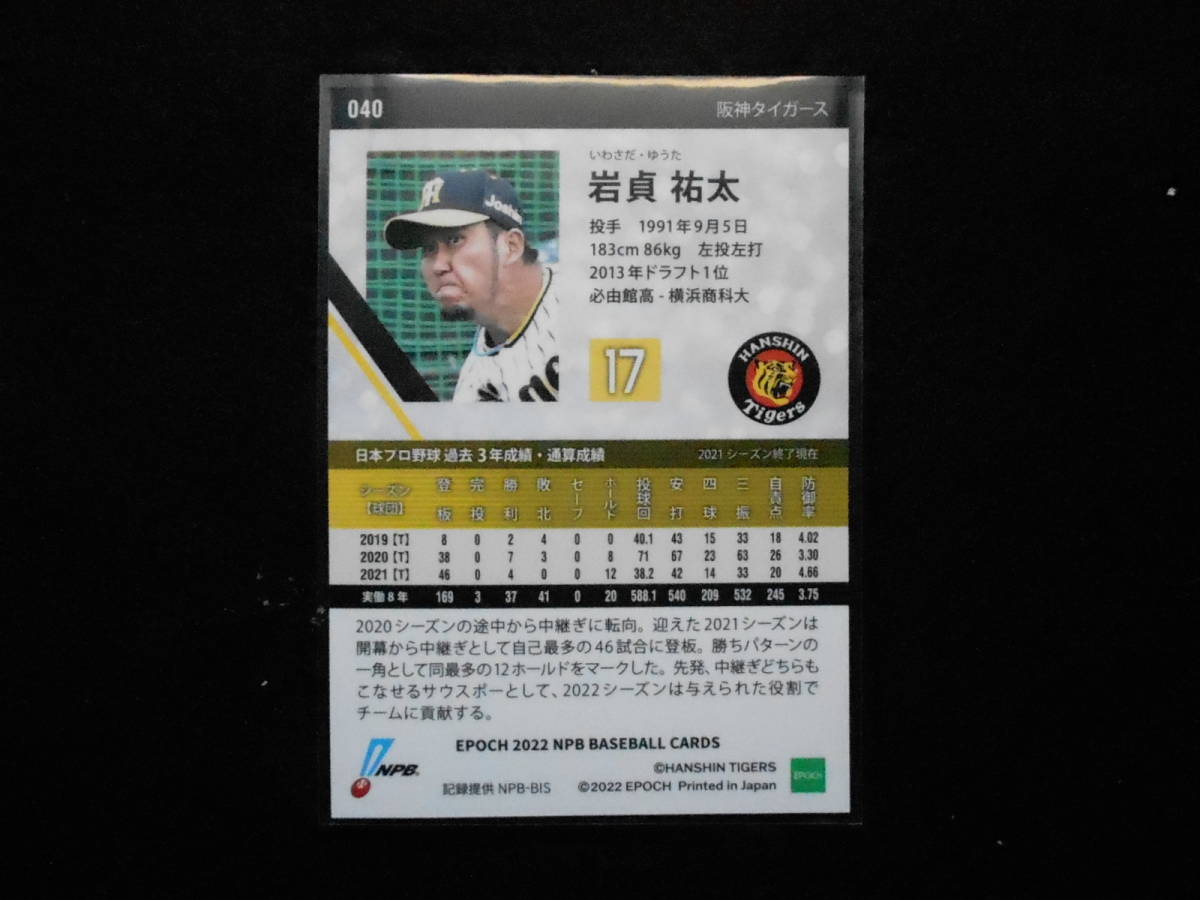 040
阪神タイガース
いわさだ・ゆうた
岩貞 祐太
投手 1991年9月5日
183cm 86kg 左投左打
2013年ドラフト1位
必由館高 - 横浜商科大
Joshin
17
HANSHIN
Tigers
日本プロ野球 過去3年成績・通算成績
2021 シーズン終了現在
シーズン【球団】 登板 完投 勝利 敗北 セーブ ホールド 投球回 安打 四球 三振 自責点 防御率
2019【T】 8 0 2 4 0 0 40.1 43 15 33 18 4.02
2020【T】 38 0 7 3 0 8 71 67 23 63 26 3.30
2021【T】 46 0 4 0 0 12 38.2 42 14 33 20 4.66
実働8年 169 3 37 41 0 20 588.1 540 209 532 245 3.75
2020シーズンの途中から中継ぎに転向。迎えた2021シーズンは
開幕から中継ぎとして自己最多の46試合に登板。勝ちパターンの
一角として同最多の12ホールドをマークした。先発、中継ぎどちらも
こなせるサウスポーとして、2022シーズンは与えられた役割で
チームに貢献する。
EPOCH 2022 NPB BASEBALL CARDS
NPB
©HANSHIN TIGERS
記録提供 NPB-BIS ©2022 EPOCH Printed in Japan
EPOCH